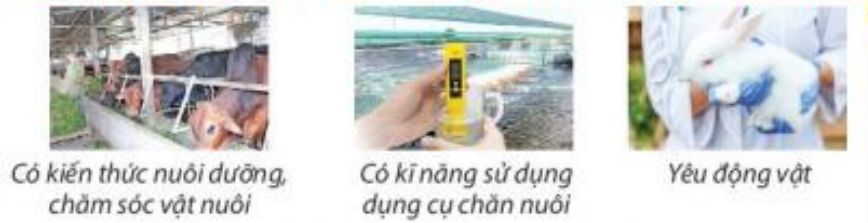 Có kiến thức nuôi dưỡng,
chăm sóc vật nuôi
Có kĩ năng sử dụng
dụng cụ chăn nuôi
Yêu động vật